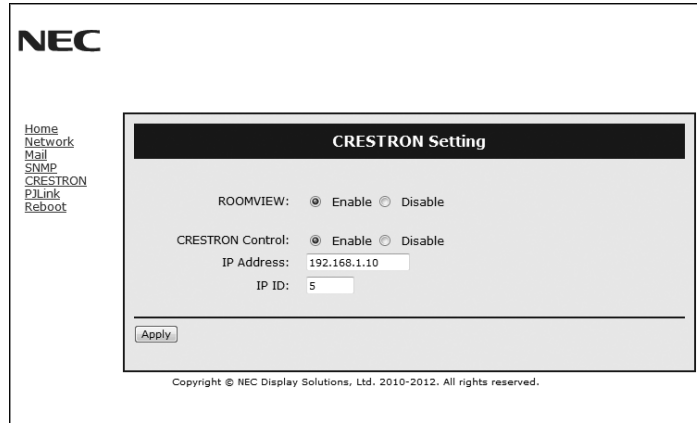 NEC
Home
Network
Mail
SNMP
CRESTRON
PJLink
Reboot
CRESTRON Setting
ROOMVIEW: Enable Disable
CRESTRON Control: Enable Disable
IP Address: 192.168.1.10
IP ID: 5
Apply
Copyright © NEC Display Solutions, Ltd. 2010-2012. All rights reserved.